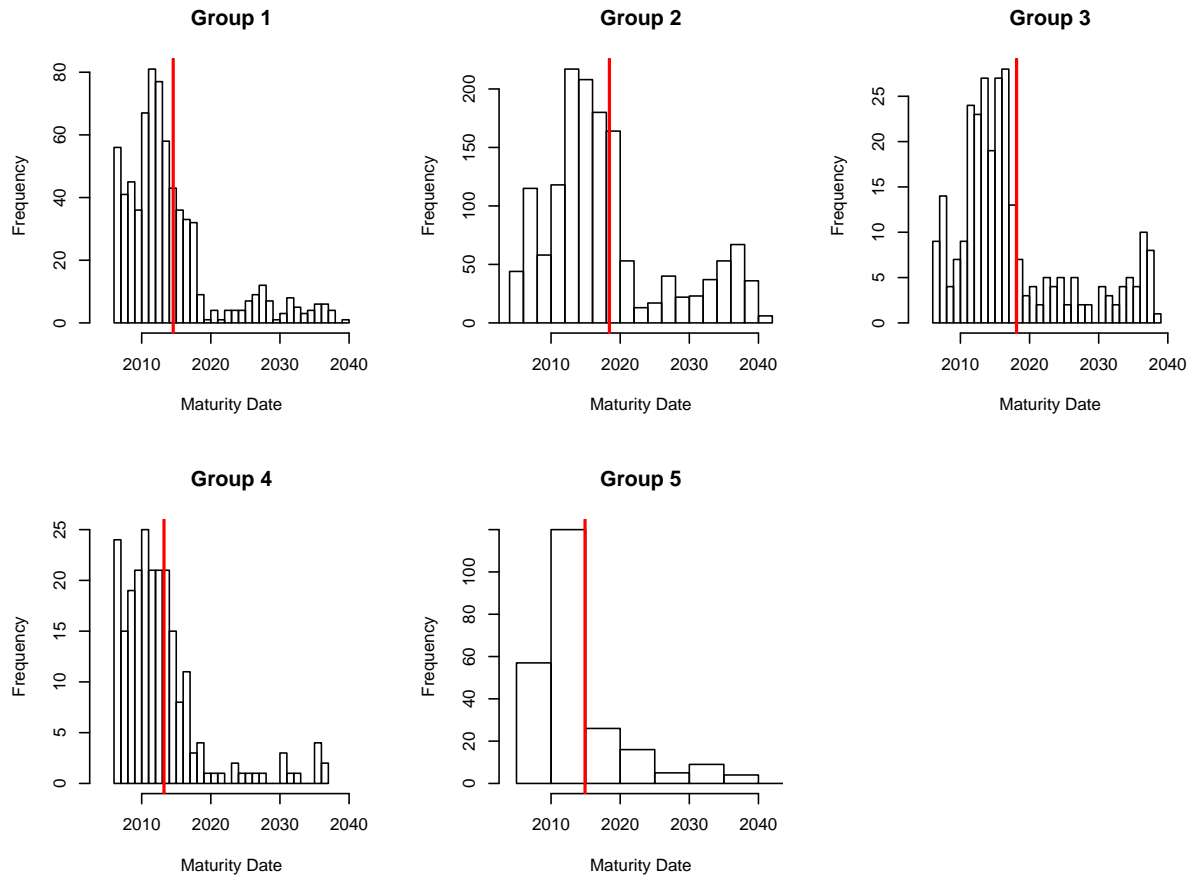 Group 1
Frequency
0 20 40 60 80
2010 2020 2030 2040
Maturity Date
Group 2
Frequency
0 50 100 150 200
2010 2020 2030 2040
Maturity Date
Group 3
Frequency
0 5 10 15 20 25
2010 2020 2030 2040
Maturity Date
Group 4
Frequency
0 5 10 15 20 25
2010 2020 2030 2040
Maturity Date
Group 5
Frequency
0 20 40 60 80 100
2010 2020 2030 2040
Maturity Date